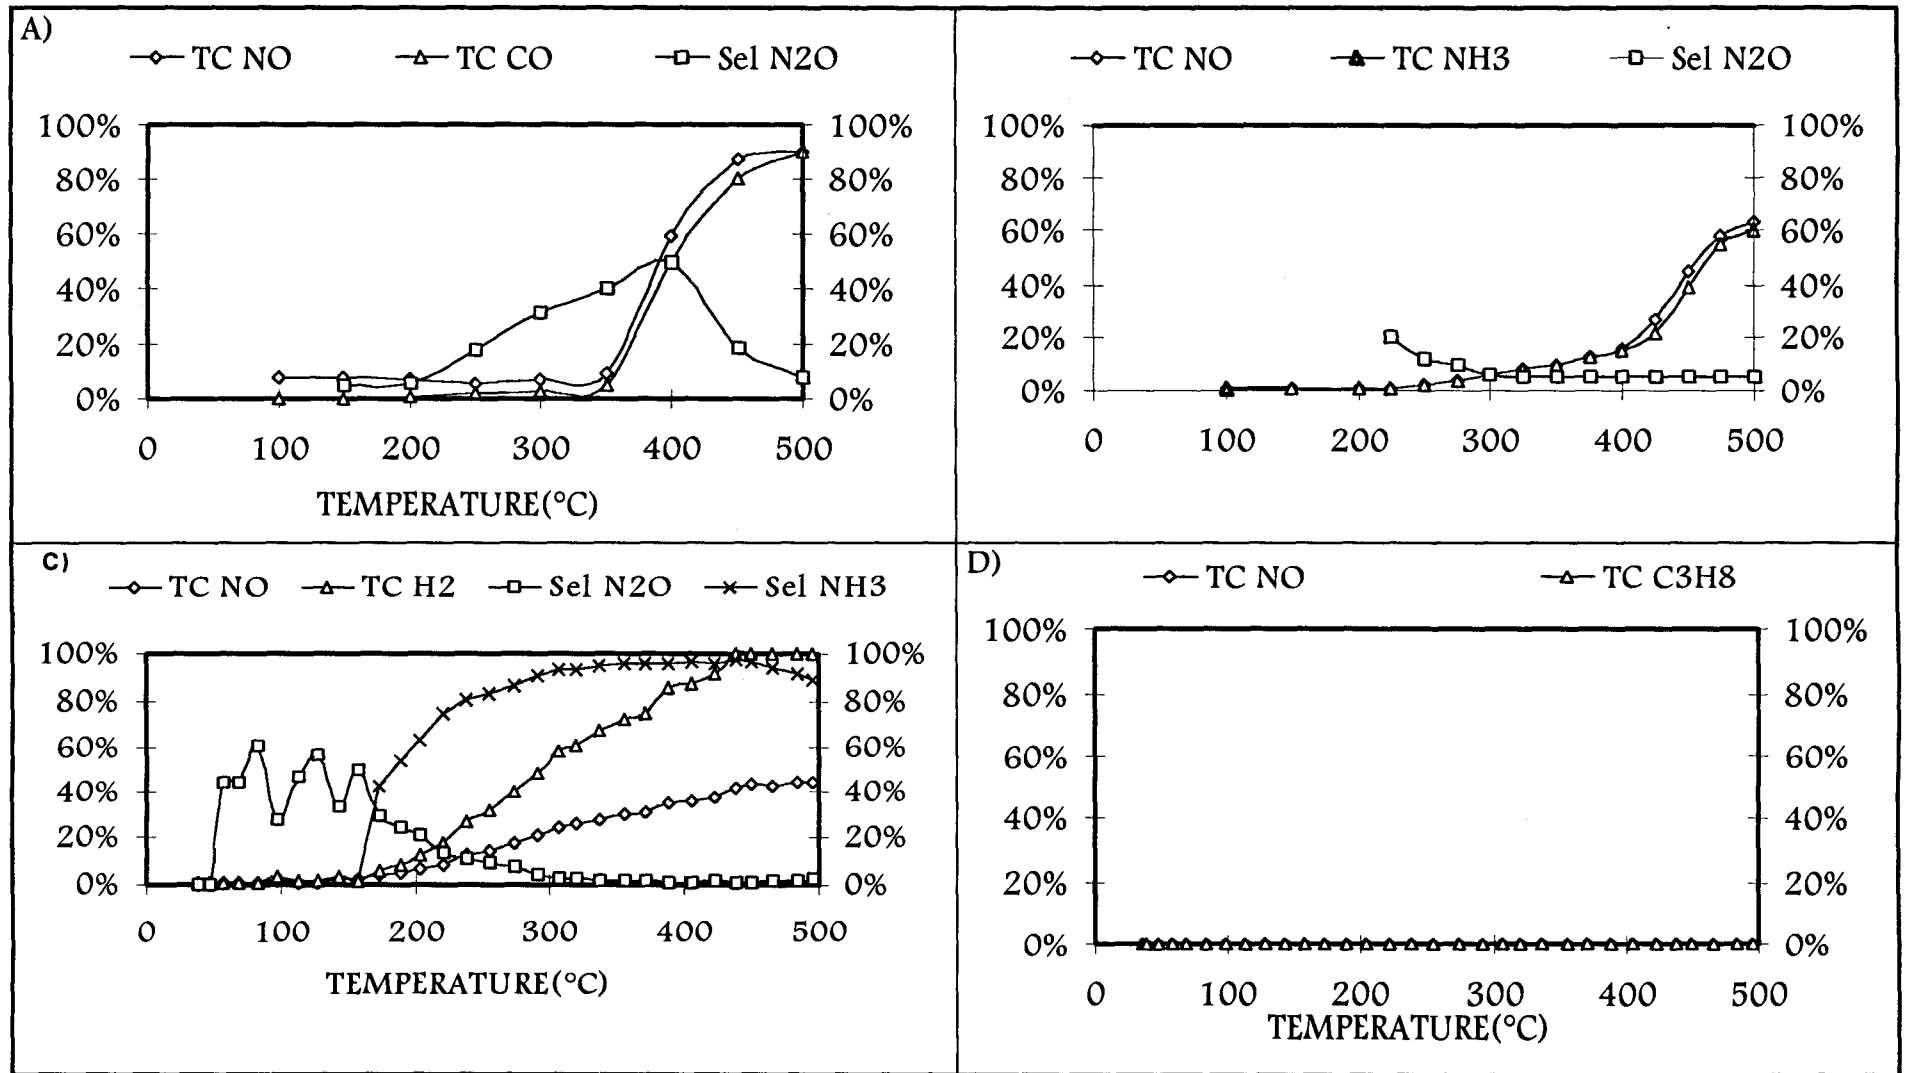 A)
TC NO TC CO Sel N2O
100% 100%
80% 80%
60% 60%
40% 40%
20% 20%
0% 0%
0 100 200 300 400 500
TEMPERATURE(°C)
TC NO TC NH3 Sel N2O
100% 100%
80% 80%
60% 60%
40% 40%
20% 20%
0% 0%
0 100 200 300 400 500
C)
TC NO TC H2 Sel N2O Sel NH3
100% 100%
80% 80%
60% 60%
40% 40%
20% 20%
0% 0%
0 100 200 300 400 500
TEMPERATURE(°C)
D)
TC NO TC C3H8
100% 100%
80% 80%
60% 60%
40% 40%
20% 20%
0% 0%
0 100 200 300 400 500
TEMPERATURE(°C)